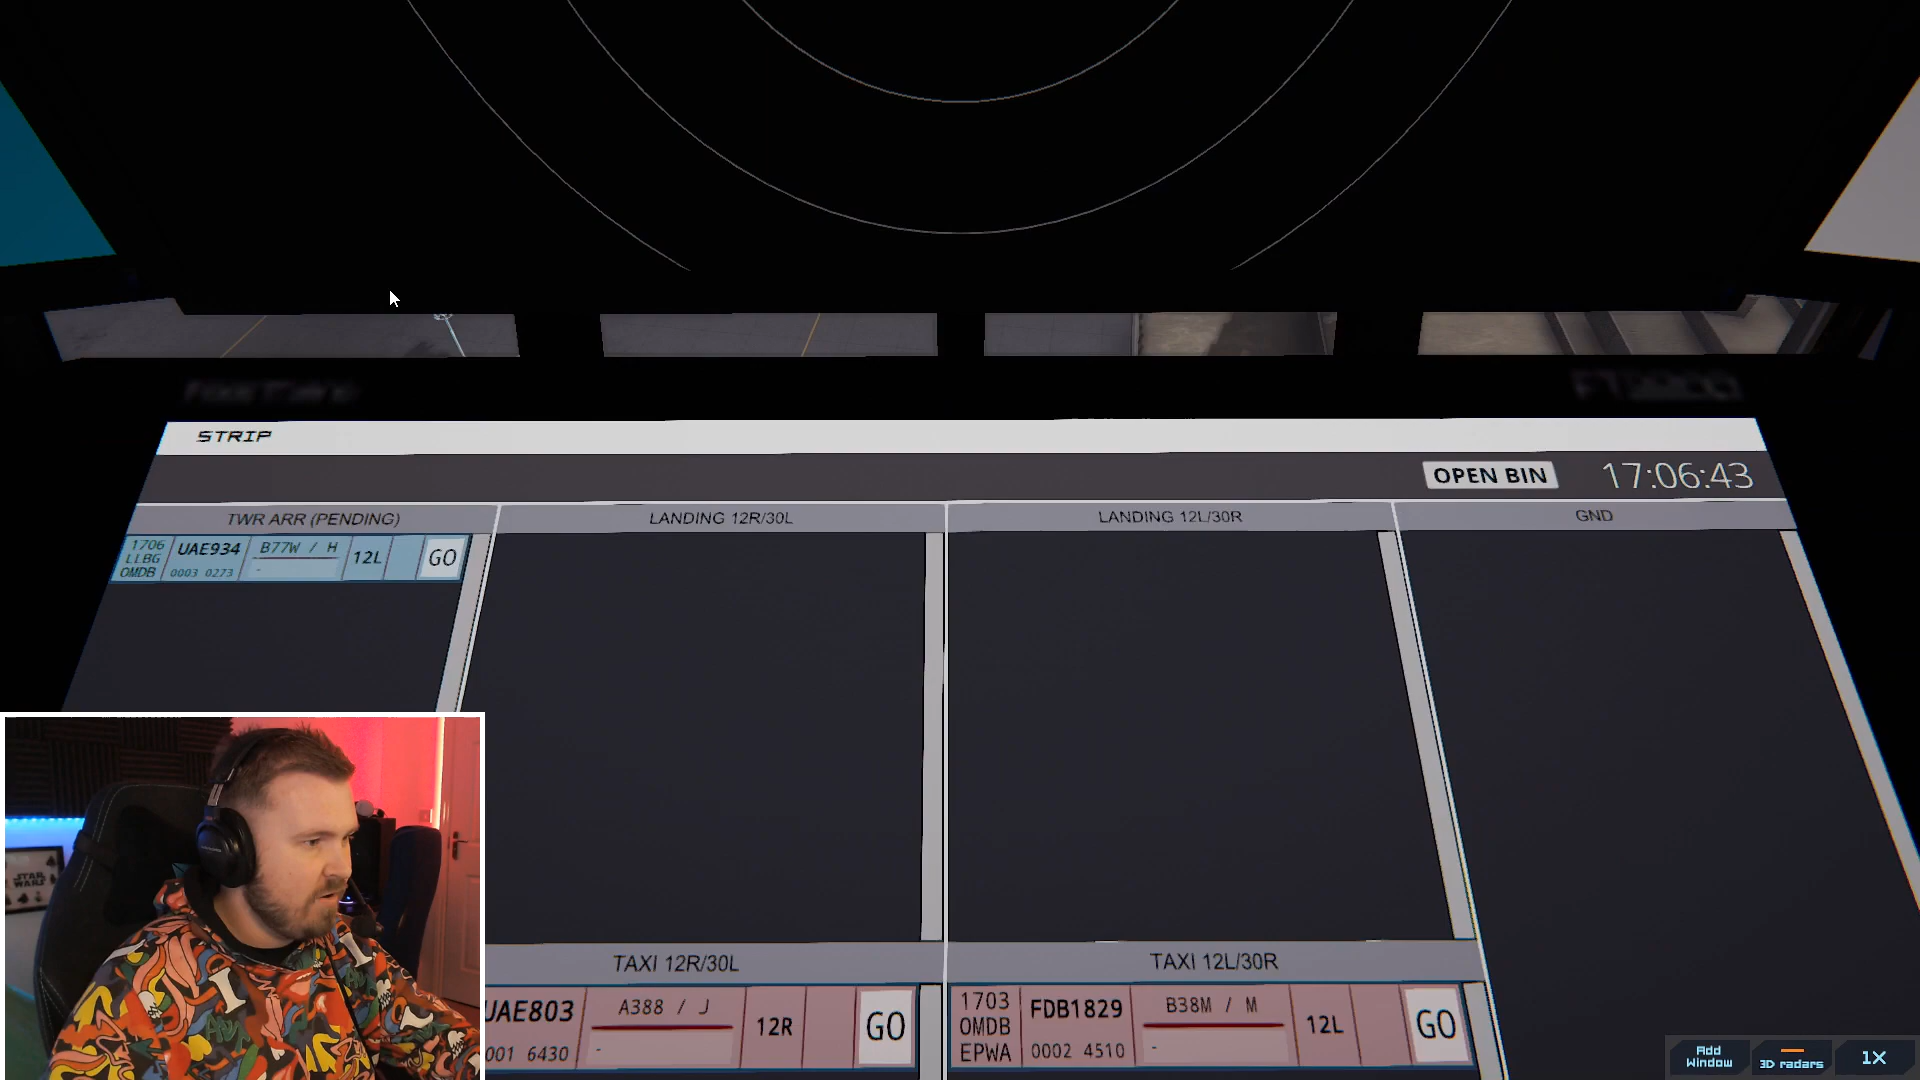 STRIP
OPEN BIN 17:06:43
TWR ARR (PENDING) LANDING 12R/30L LANDING 12L/30R GND
1706 LLBG OMDB UAE934 0003 0273 B77W / H - 12L GO
TAXI 12R/30L TAXI 12L/30R
UAE803 001 6430 A388 / J - 12R GO
1703 OMDB EPWA FDB1829 0002 4510 B38M / M - 12L GO
STAR WARS
Add Window 3D radars 1X